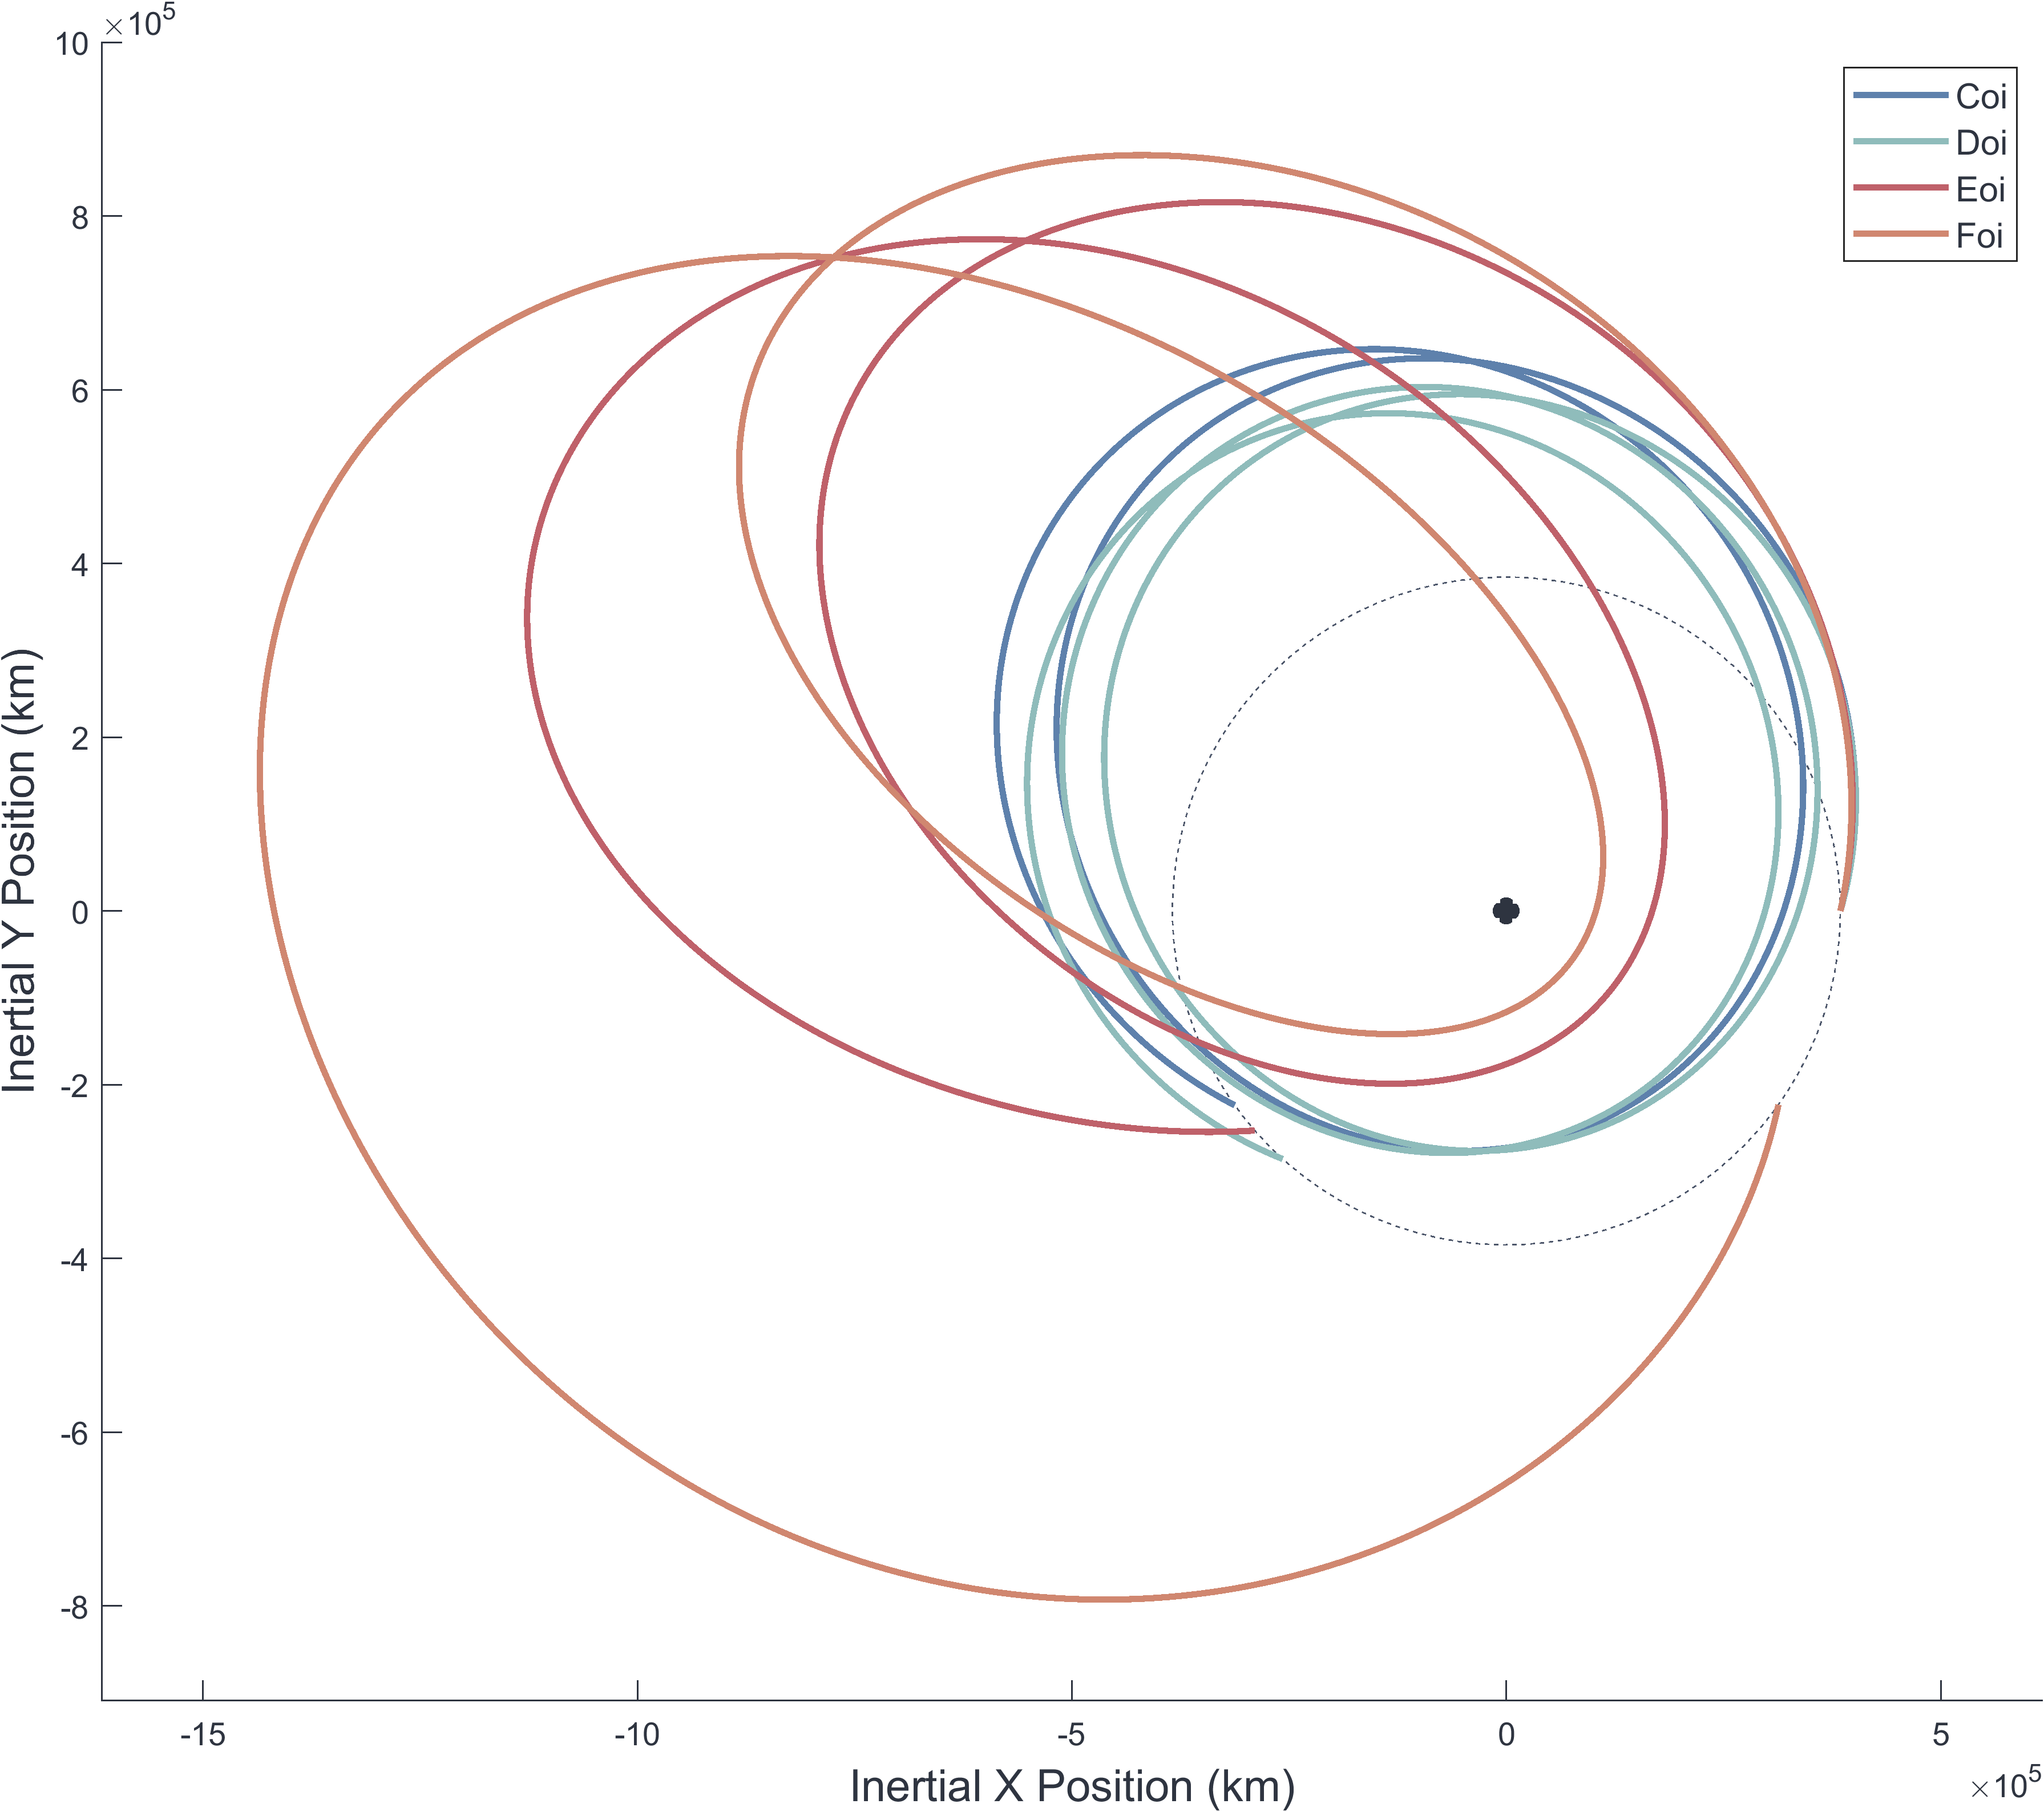 ×10⁵
10
8
6
4
2
0
-2
-4
-6
-8
Inertial Y Position (km)
Coi
Doi
Eoi
Foi
-15 -10 -5 0 5
Inertial X Position (km)
×10⁵